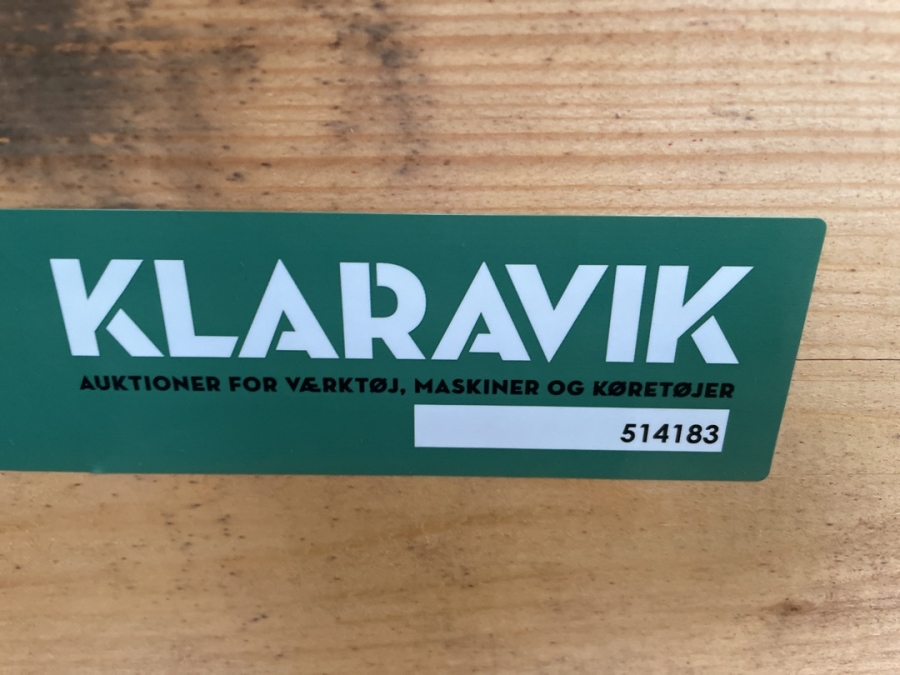 KLARAVIK
AUKTIONER FOR VÆRKTØJ, MASKINER OG KØRETØJER
514183